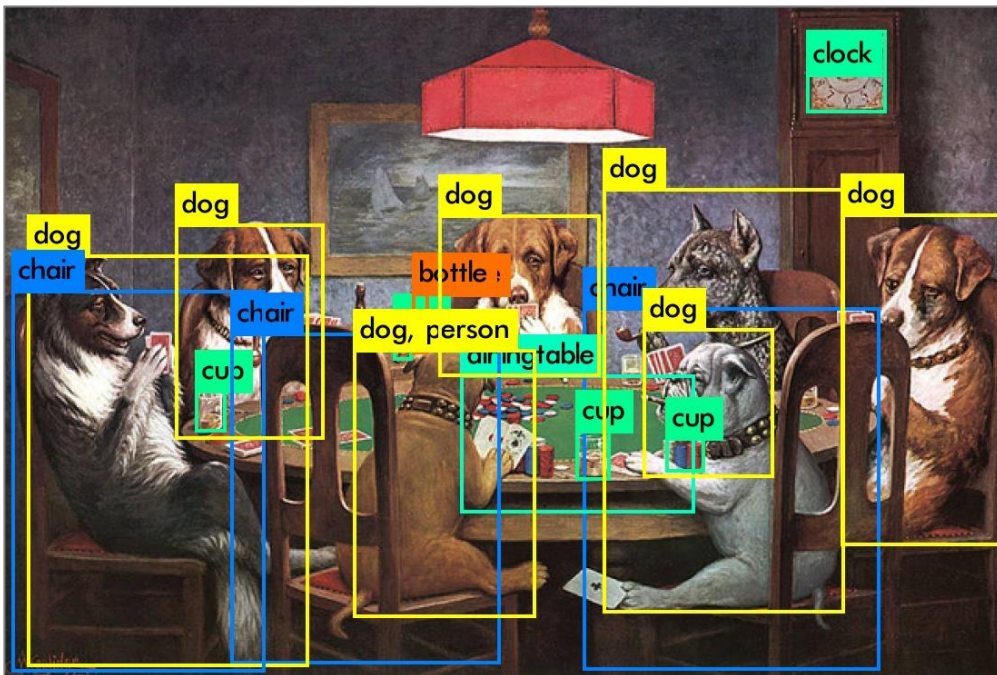 clock
dog
dog
dog
dog
dog
chair
bottle
chair
chair
dog
dog, person
diningtable
cup
cup
cup